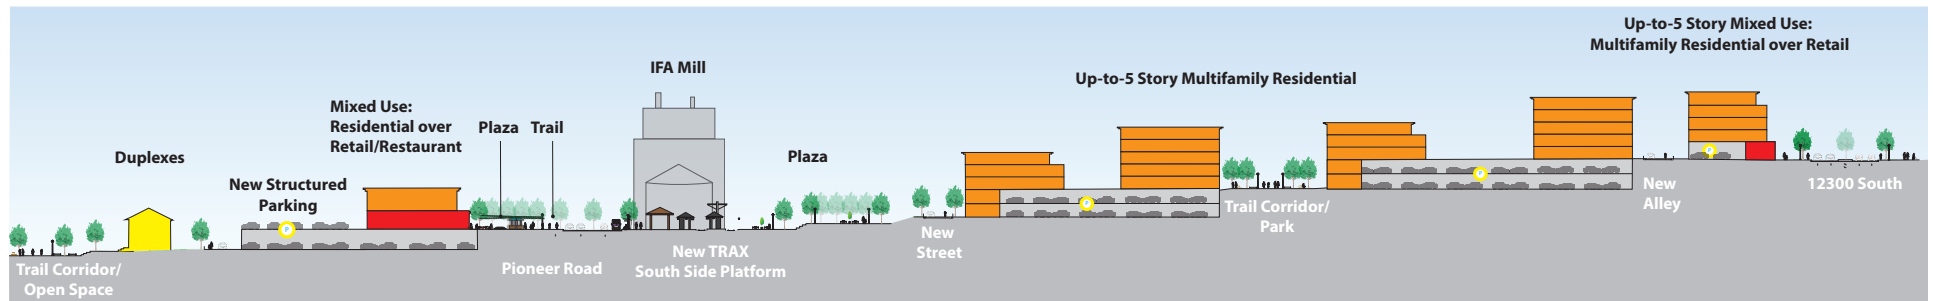 Duplexes
Trail Corridor/
Open Space
New Structured
Parking
P
Mixed Use:
Residential over
Retail/Restaurant
Plaza
Trail
Pioneer Road
IFA Mill
New TRAX
South Side Platform
Plaza
New
Street
Up-to-5 Story Multifamily Residential
P
Trail Corridor/
Park
P
New
Alley
Up-to-5 Story Mixed Use:
Multifamily Residential over Retail
P
12300 South